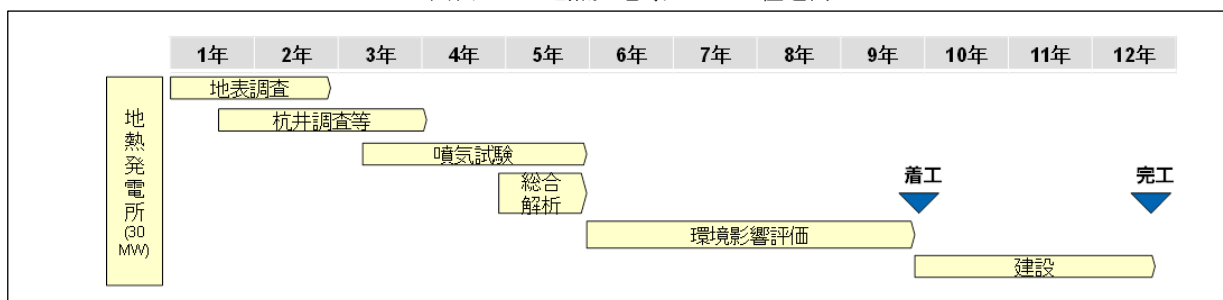 1年 2年 3年 4年 5年 6年 7年 8年 9年 10年 11年 12年
地熱発電所(30MW)
地表調査
杭井調査等
噴気試験
総合
解析
着工
完工
環境影響評価
建設